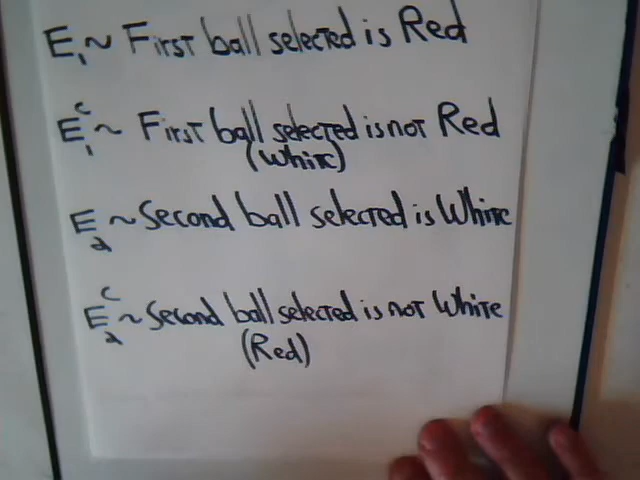 E₁ ~ First ball selected is Red
E₁ᶜ ~ First ball selected is not Red
(White)
E₂ ~ Second ball selected is White
E₂ᶜ ~ Second ball selected is not White
(Red)